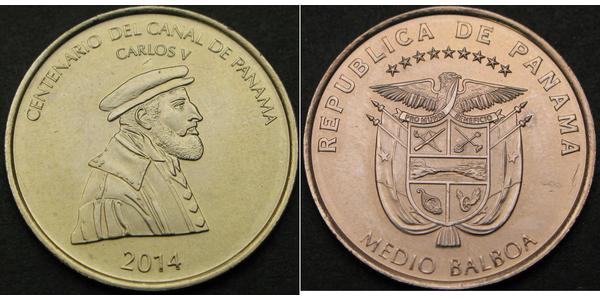 CENTENARIO DEL CANAL DE PANAMA
CARLOS V
2014
REPUBLICA DE PANAMA
PRO MUNDI BENEFICIO
MEDIO BALBOA